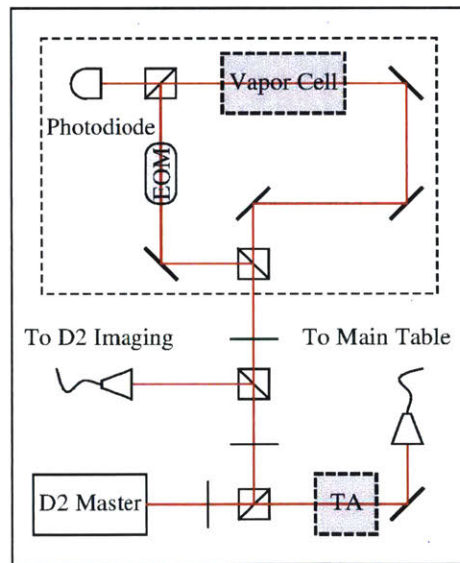 Vapor Cell
Photodiode
EOM
To D2 Imaging
To Main Table
D2 Master
TA